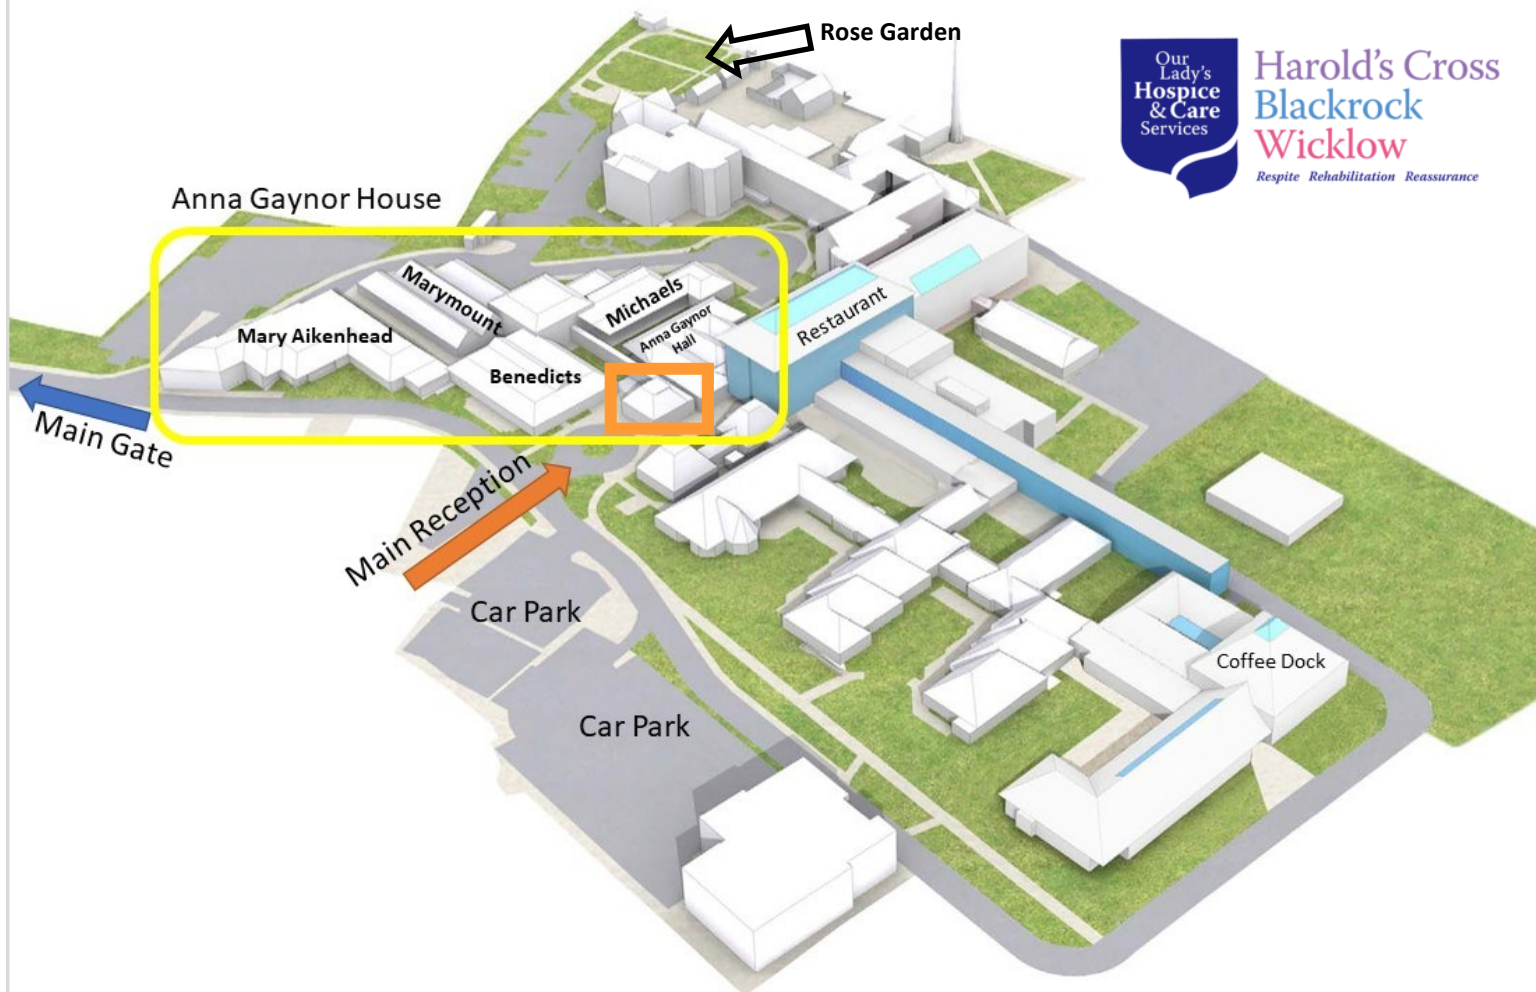 Rose Garden
Our
Lady's
Hospice
& Care
Services
Harold's Cross
Blackrock
Wicklow
Respite Rehabilitation Reassurance
Anna Gaynor House
Marymount
Michaels
Mary Aikenhead
Anna Gaynor
Hall
Restaurant
Benedicts
Main Gate
Main Reception
Car Park
Coffee Dock
Car Park